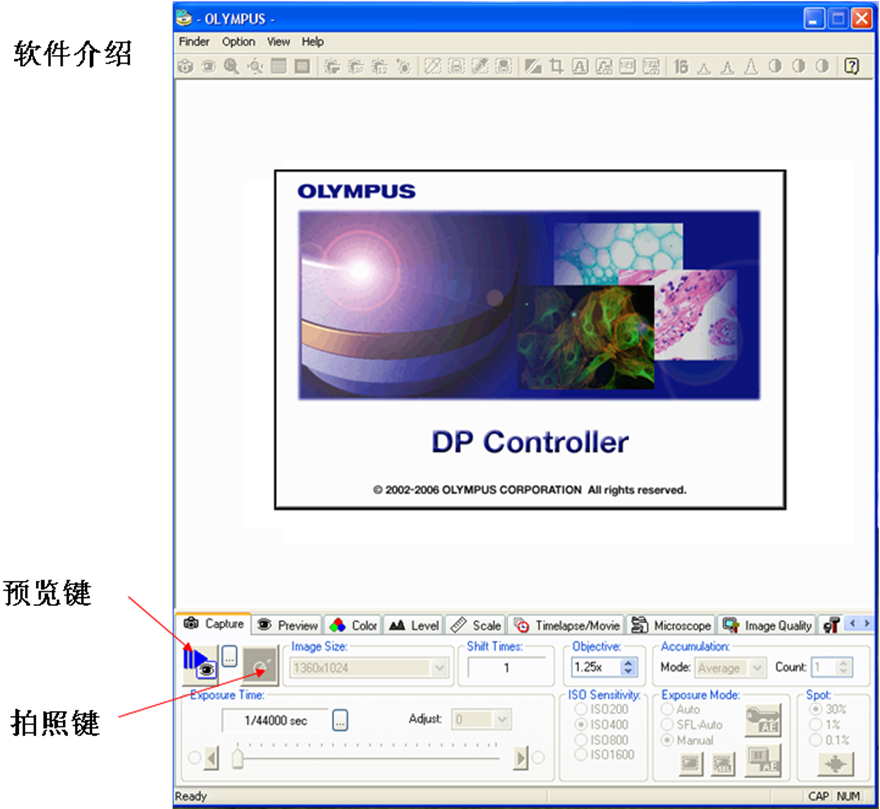 软件介绍
- OLYMPUS -
Finder Option View Help
16
OLYMPUS
DP Controller
© 2002-2006 OLYMPUS CORPORATION All rights reserved.
预览键
拍照键
Capture Preview Color Level Scale Timelapse/Movie Microscope Image Quality
...
Image Size:
1360x1024
Shift Times:
1
Objective:
1.25x
Accumulation:
Mode: Average Count: 1
Exposure Time:
1/44000 sec ... Adjust: 0
ISO Sensitivity:
ISO200
ISO400
ISO800
ISO1600
Exposure Mode:
Auto
SFL-Auto
Manual
AE
AE
Spot:
30%
1%
0.1%
Ready CAP NUM